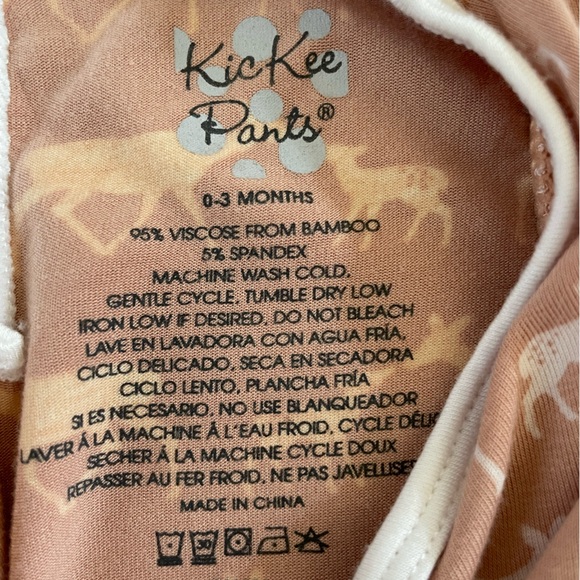 KicKee
Pants®
0-3 MONTHS
95% VISCOSE FROM BAMBOO
5% SPANDEX
MACHINE WASH COLD,
GENTLE CYCLE, TUMBLE DRY LOW
IRON LOW IF DESIRED, DO NOT BLEACH
LAVE EN LAVADORA CON AGUA FRÍA,
CICLO DELICADO, SECA EN SECADORA
CICLO LENTO, PLANCHA FRÍA
SI ES NECESARIO, NO USE BLANQUEADOR
LAVER Á LA MACHINE Á L'EAU FROID, CYCLE DÉLIC
SECHER Á LA MACHINE CYCLE DOUX
REPASSER AU FER FROID, NE PAS JAVELLISER
MADE IN CHINA
30